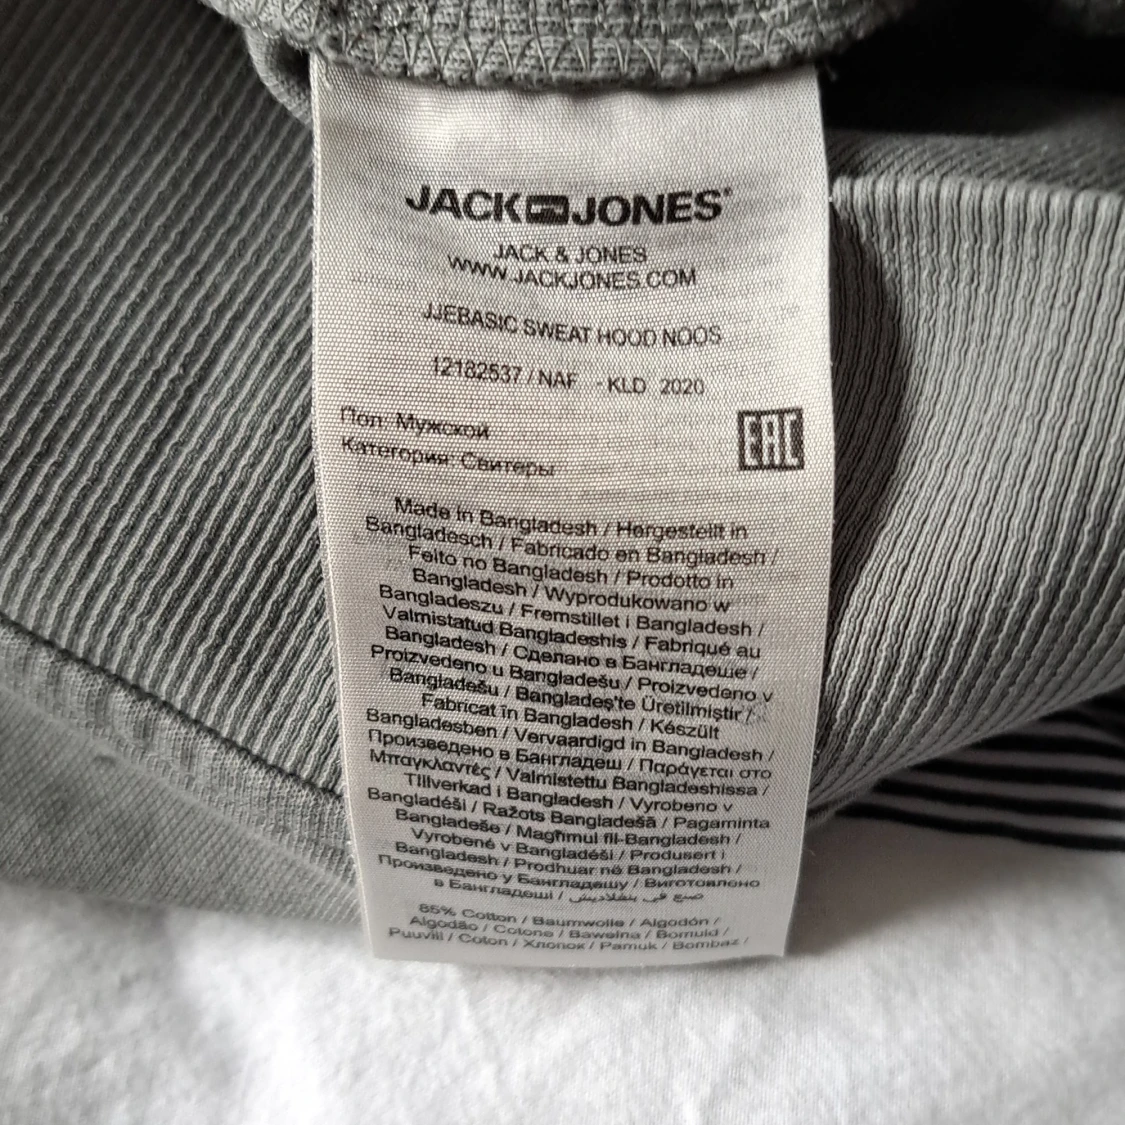 JACK JONES®
JACK & JONES
WWW.JACKJONES.COM
JJEBASIC SWEAT HOOD NOOS
12182537 / NAF - KLD 2020
Пол: Мужской
Категория: Свитеры
EAC
Made in Bangladesh / Hergestellt in
Bangladesch / Fabricado en Bangladesh /
Feito no Bangladesh / Prodotto in
Bangladesh / Wyprodukowano w
Bangladeszu / Fremstillet i Bangladesh /
Valmistatud Bangladeshis / Fabriqué au
Bangladesh / Сделано в Бангладеше /
Proizvedeno u Bangladešu / Proizvedeno v
Bangladešu / Bangladeş'te Üretilmiştir /
Fabricat în Bangladesh / Készült
Bangladesben / Vervaardigd in Bangladesh /
Произведено в Бангладеш / Παράγεται στο
Μπαγκλαντές / Valmistettu Bangladeshissa /
Tillverkad i Bangladesh / Vyrobeno v
Bangladéši / Ražots Bangladešā / Pagaminta
Bangladeše / Magħmul fil-Bangladesh /
Vyrobené v Bangladéši / Produsert i
Bangladesh / Prodhuar në Bangladesh /
Произведено у Бангладешу / Виготовлено
в Бангладеші / صنع في بنغلاديش
85% Cotton / Baumwolle / Algodón /
Algodão / Cotone / Bawełna / Bomuld /
Puuvill / Coton / Хлопок / Pamuk / Bombaz /